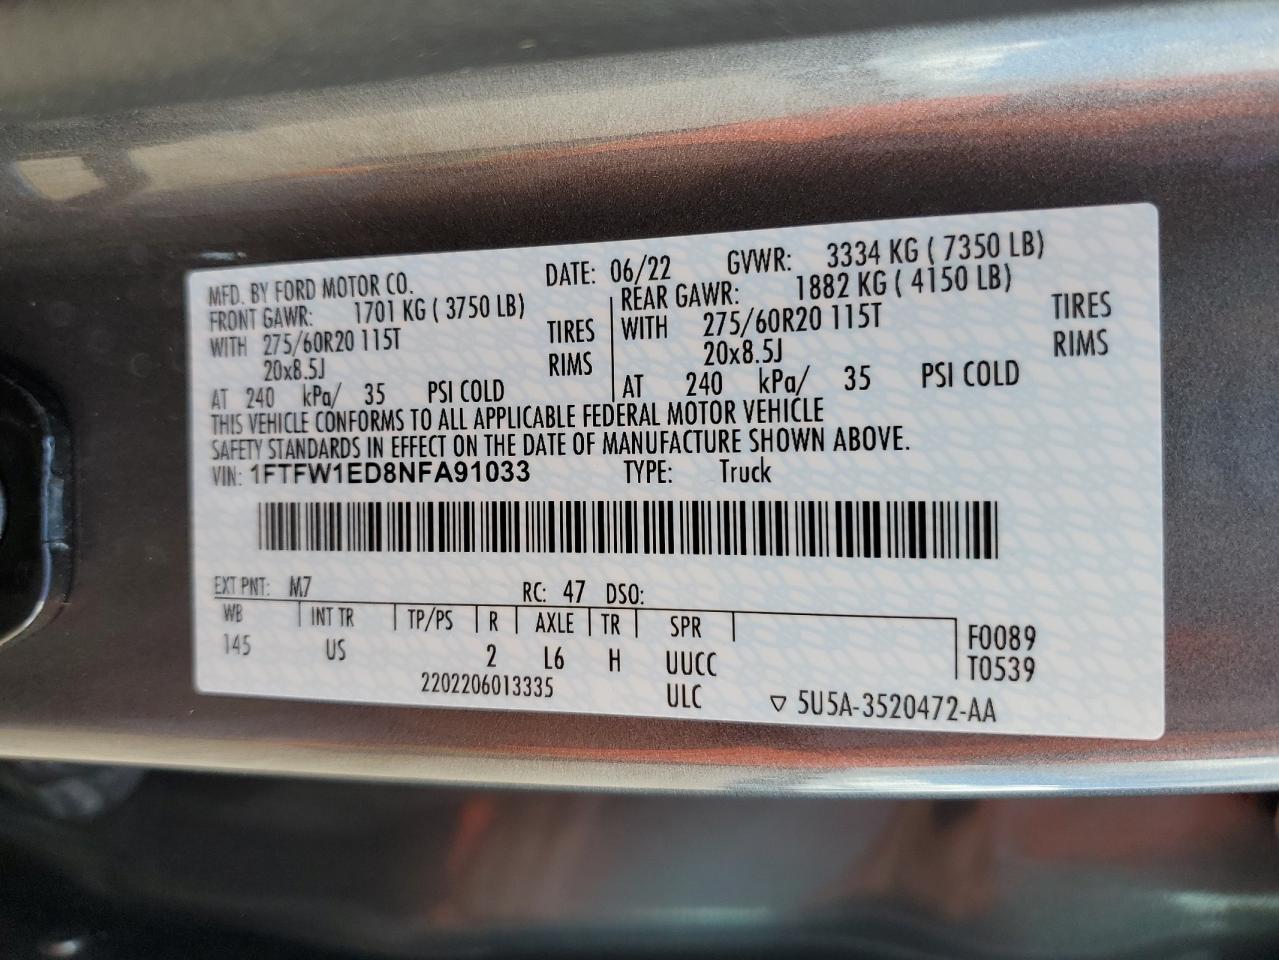 MFD. BY FORD MOTOR CO. DATE: 06/22 GVWR: 3334 KG ( 7350 LB)
FRONT GAWR: 1701 KG ( 3750 LB) REAR GAWR: 1882 KG ( 4150 LB)
WITH 275/60R20 115T TIRES WITH 275/60R20 115T TIRES
20x8.5J RIMS 20x8.5J RIMS
AT 240 kPa/ 35 PSI COLD AT 240 kPa/ 35 PSI COLD
THIS VEHICLE CONFORMS TO ALL APPLICABLE FEDERAL MOTOR VEHICLE
SAFETY STANDARDS IN EFFECT ON THE DATE OF MANUFACTURE SHOWN ABOVE.
VIN: 1FTFW1ED8NFA91033 TYPE: Truck
EXT PNT: M7 RC: 47 DSO:
WB INT TR TP/PS R AXLE TR SPR F0089
145 US 2 L6 H UUCC T0539
2202206013335 ULC ▽ 5U5A-3520472-AA